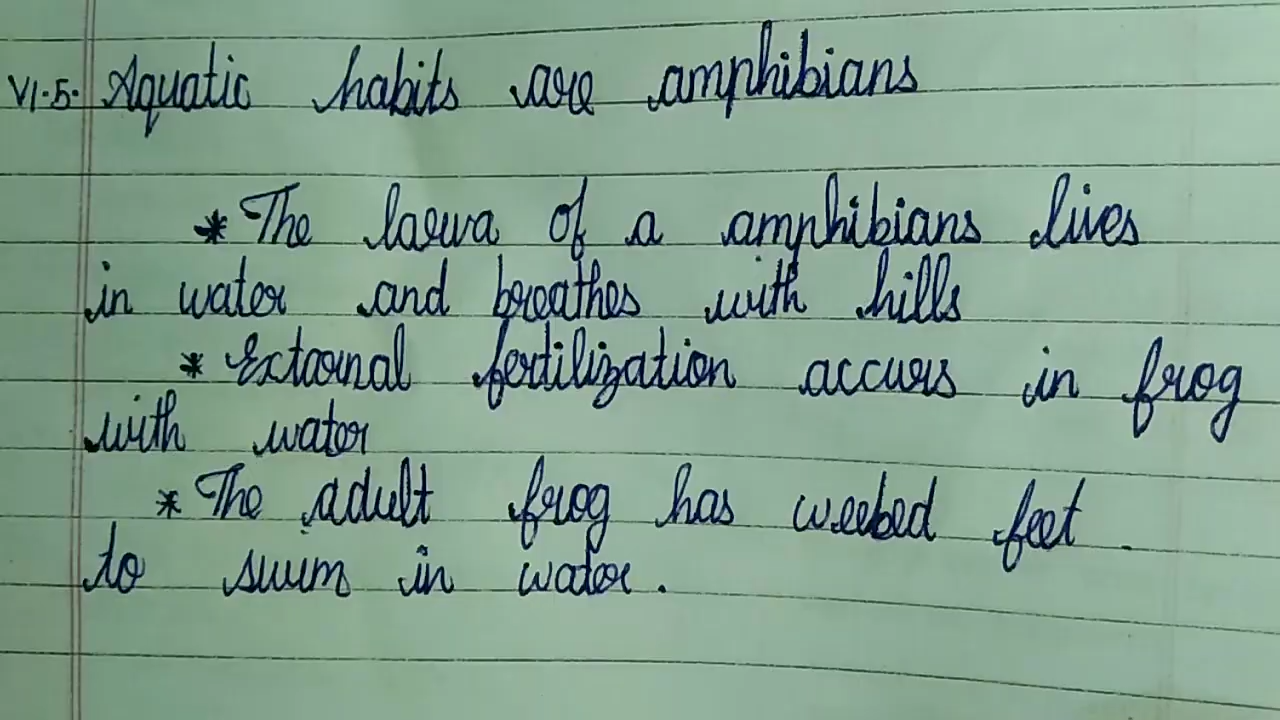 VI.5. Aquatic habits are amphibians
* The larva of a amphibians lives
in water and breathes with hills
* External fertilization accurs in frog
with water
* The adult frog has weebed feet
to swim in water.